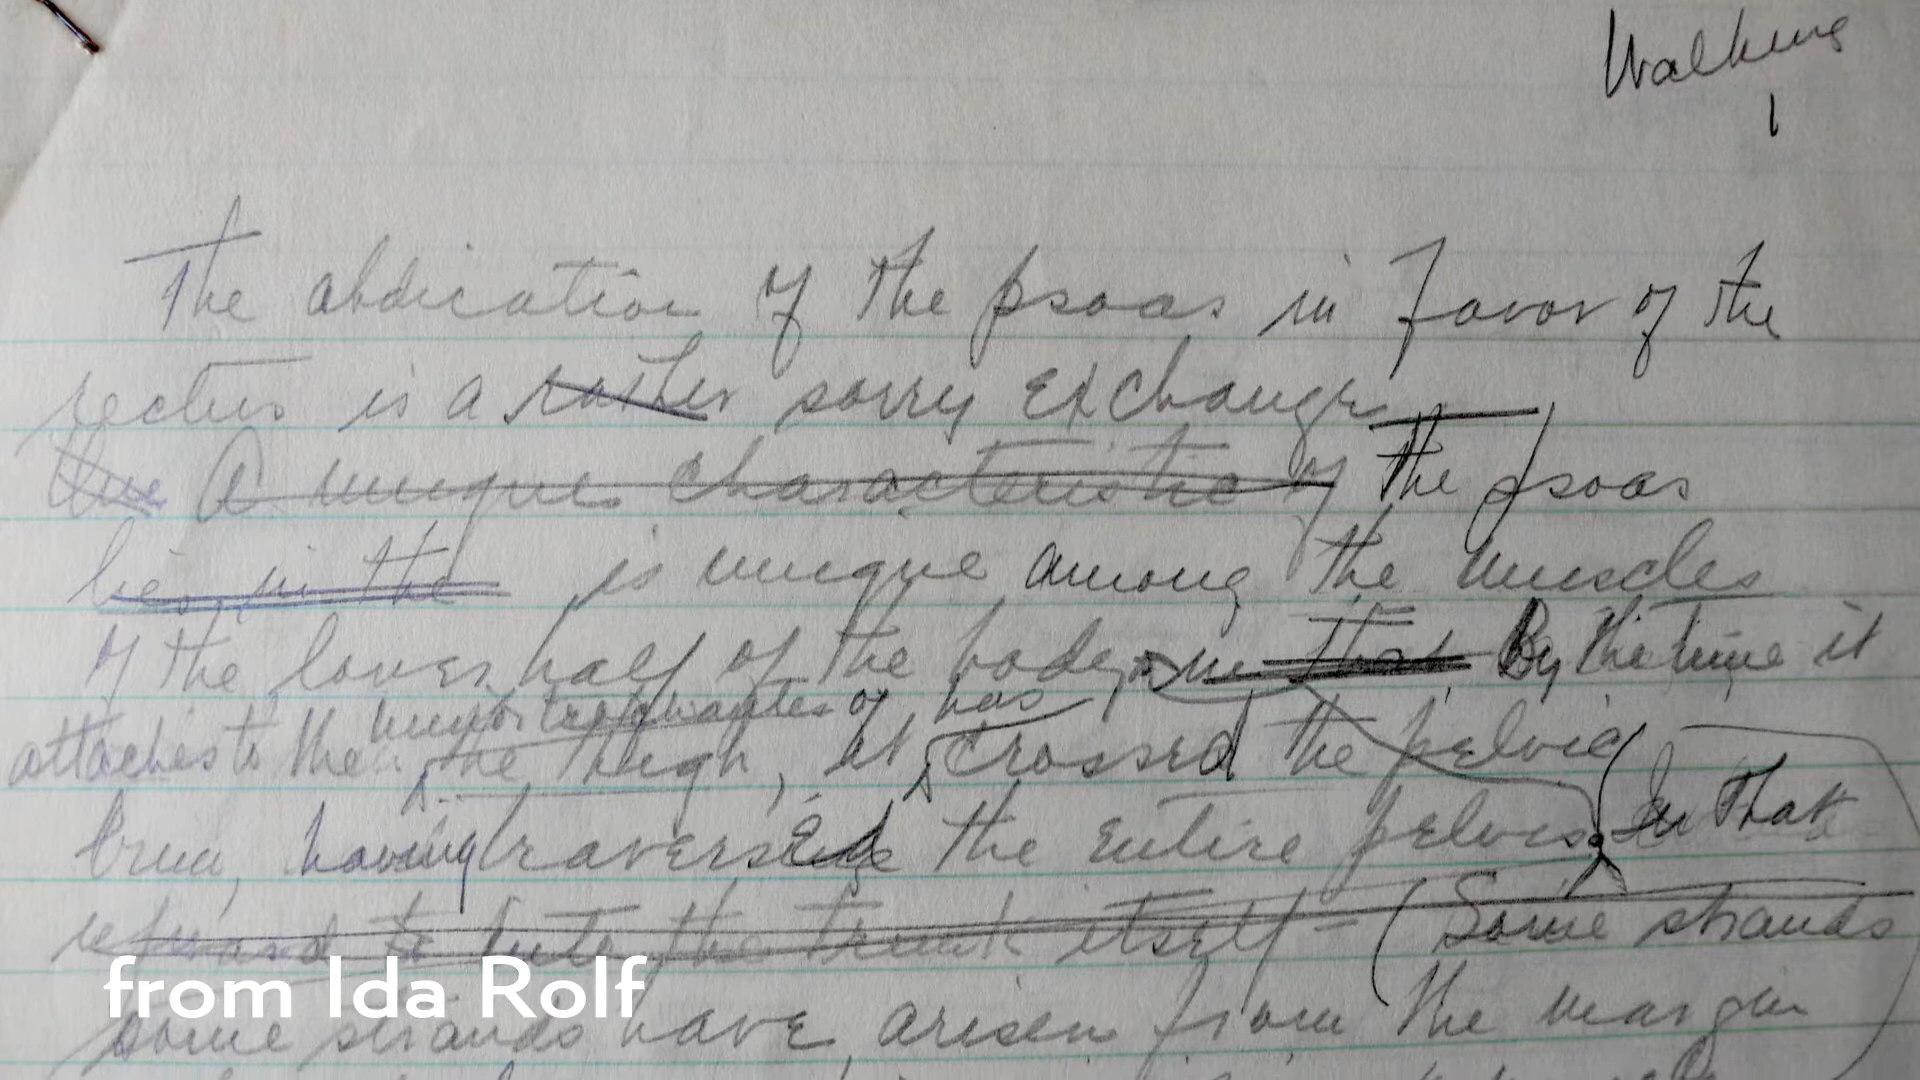 Walking
1
The abdication of the psoas in favor of the
rectus is a rather sorry exchange
A unique characteristic of The psoas
lies in the is unique among the muscles
of the lower half of the body, in that By the time it
minor trochanter of has
attaches to the the thigh, it crossed the pelvic
brim, having traversed the entire pelvis. In that
the trunk itself - (Some strands
some strands have arisen from the margin
from Ida Rolf